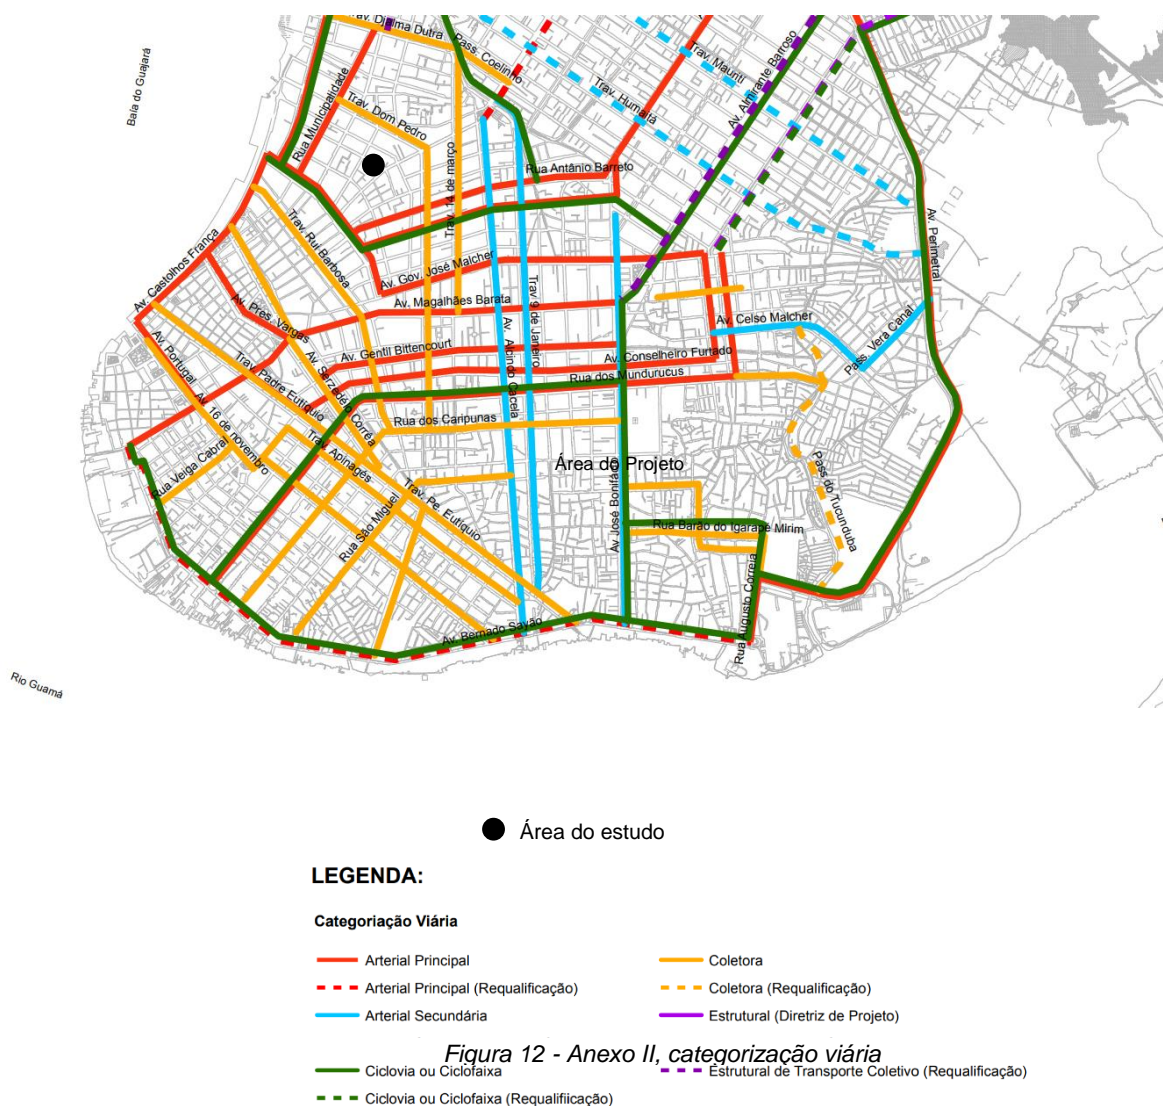 Trav. Djalma Dutra
Pass. Coelinho
Baía do Guajará
Rua Municipalidade
Trav. Dom Pedro
Trav. Mauriti
Trav. Humaitá
Av. Almirante Barroso
Trav. 14 de março
Rua Antânio Barreto
Trav. Rui Barbosa
Av. Perimetral
Av. Castolhos França
Av. Gov. José Malcher
Av. Magalhães Barata
Trav 9 de Janeiro
Av. Pres. Vargas
Av. Celso Malcher
Pass. Vera Canal
Av. Portugal
Av. Gentil Bittencourt
Av. Alcindo Cacela
Av. Conselheiro Furtado
Rua dos Mundurucus
Trav. Padre Eutíquio
Av. Serzedelo Corrêa
Av. 16 de novembro
Rua dos Caripunas
Rua Veiga Cabral
Trav. Apinagés
Área do Projeto
Av José Bonifácio
Pass do Tucunduba
Trav. Pe. Eutíquio
Rua São Miguel
Rua Barão do Igarapé Mirim
Rua Augusto Correia
Av. Bernado Sayão
Rio Guamá
Área do estudo
LEGENDA:
Categoriação Viária
Arterial Principal
Coletora
Arterial Principal (Requalificação)
Coletora (Requalificação)
Arterial Secundária
Estrutural (Diretriz de Projeto)
Figura 12 - Anexo II, categorização viária
Ciclovia ou Ciclofaixa
Estrutural de Transporte Coletivo (Requalificação)
Ciclovia ou Ciclofaixa (Requalifiicação)